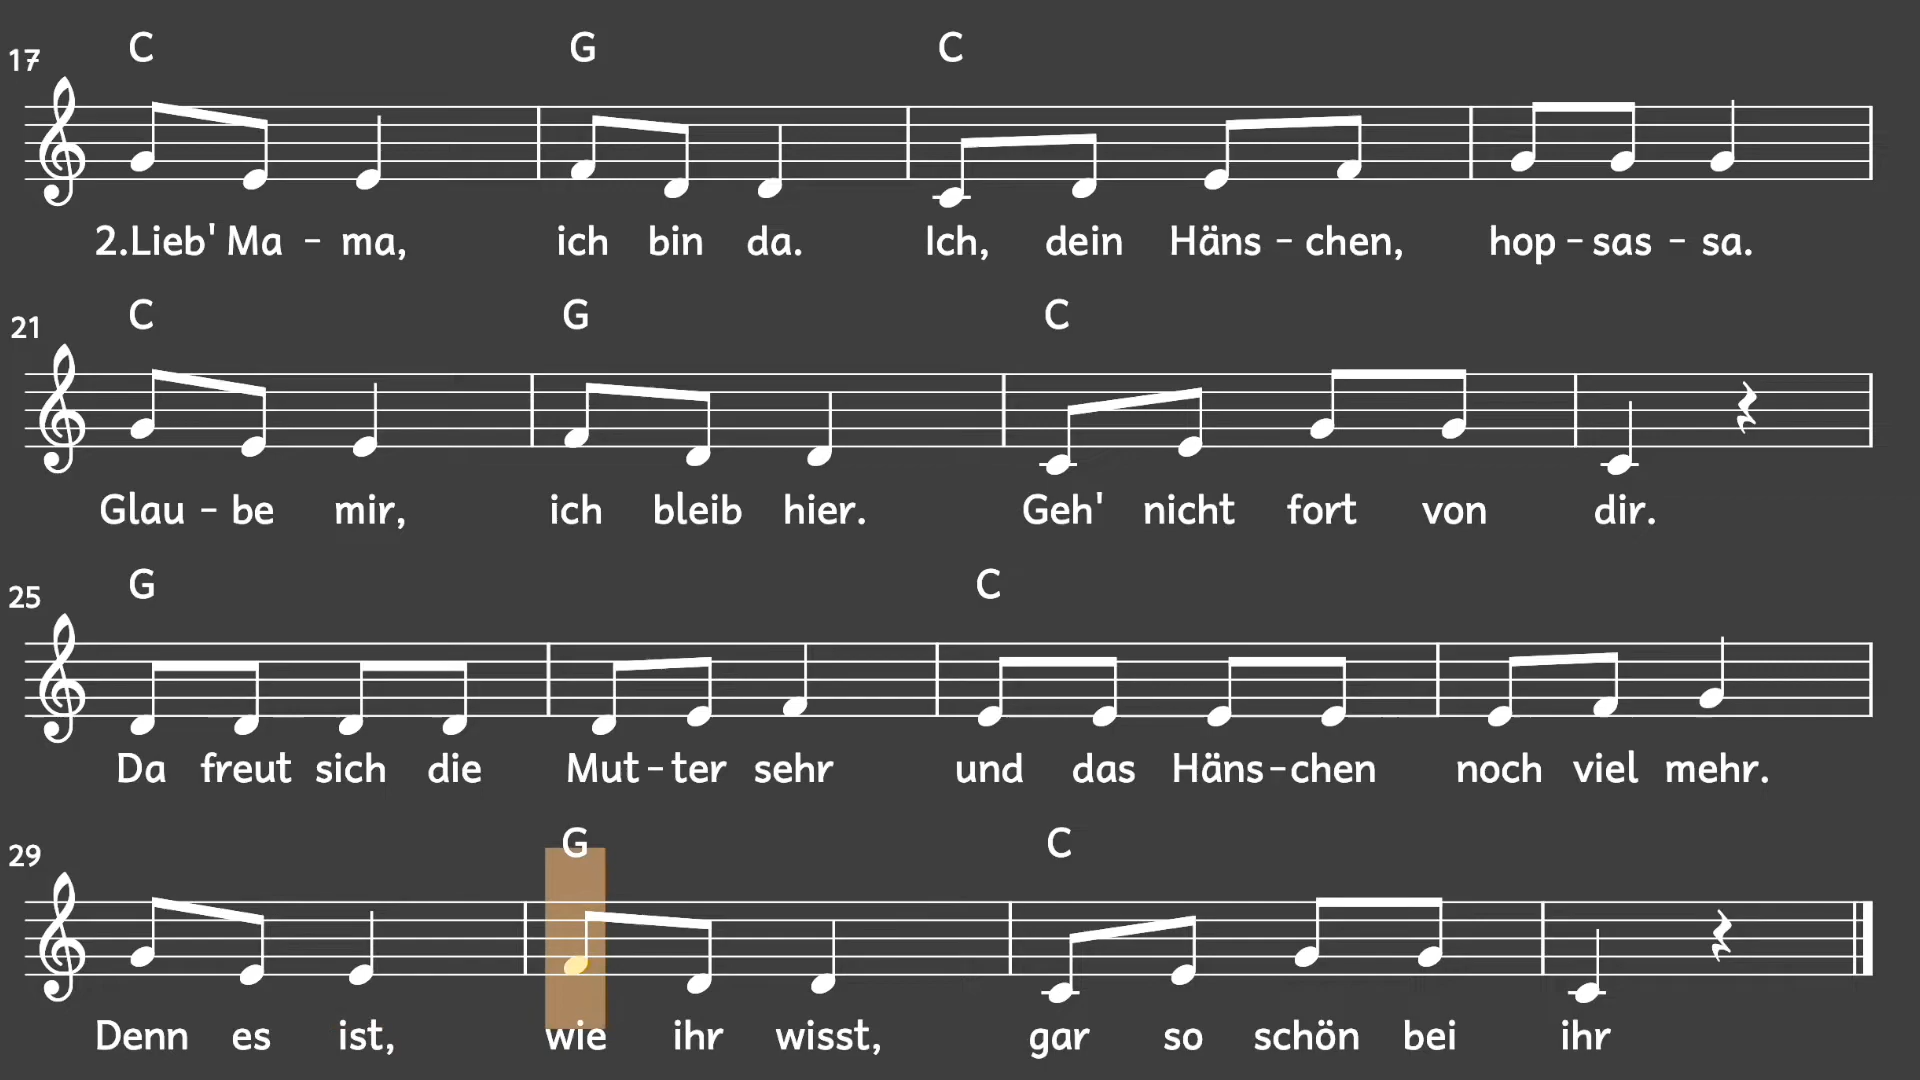 C G C
17
2.Lieb' Ma - ma, ich bin da. Ich, dein Häns - chen, hop - sas - sa.
C G C
21
Glau - be mir, ich bleib hier. Geh' nicht fort von dir.
G C
25
Da freut sich die Mut - ter sehr und das Häns - chen noch viel mehr.
G C
29
Denn es ist, wie ihr wisst, gar so schön bei ihr